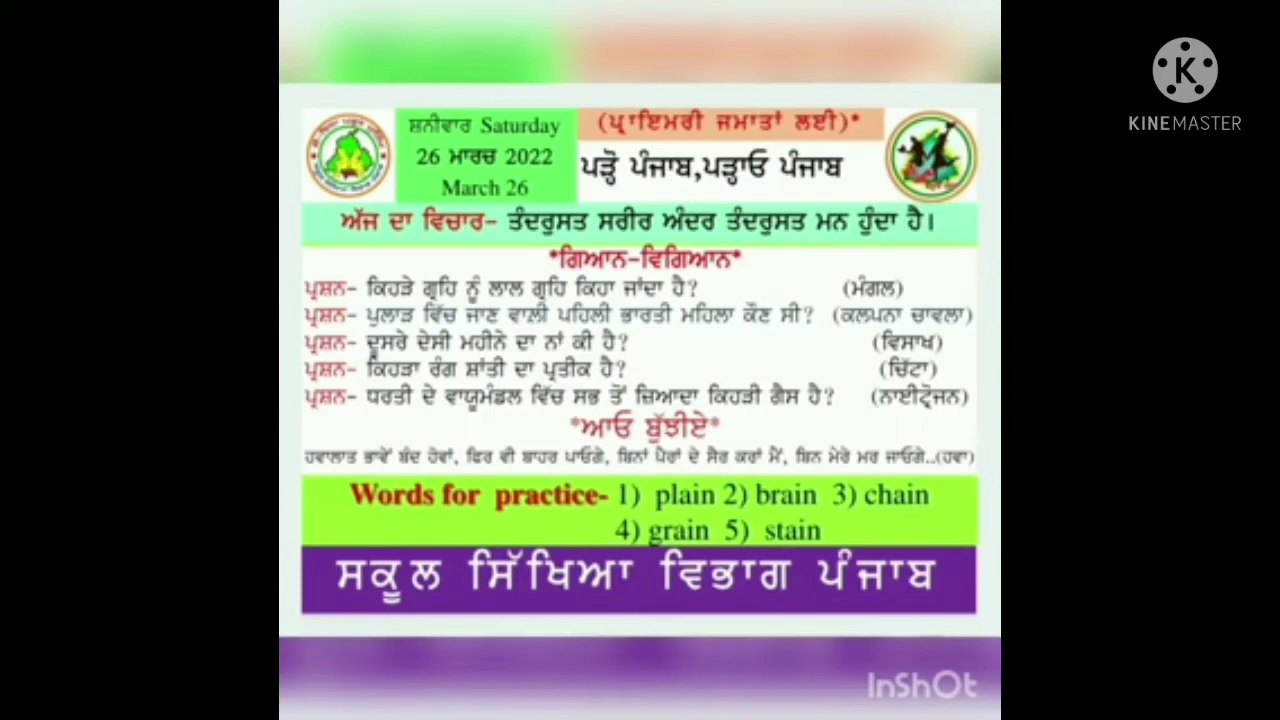 ਸ਼ਨੀਵਾਰ Saturday
26 ਮਾਰਚ 2022
March 26
(ਪ੍ਰਾਇਮਰੀ ਜਮਾਤਾਂ ਲਈ)*
ਪੜ੍ਹੋ ਪੰਜਾਬ,ਪੜ੍ਹਾਓ ਪੰਜਾਬ
ਅੱਜ ਦਾ ਵਿਚਾਰ- ਤੰਦਰੁਸਤ ਸਰੀਰ ਅੰਦਰ ਤੰਦਰੁਸਤ ਮਨ ਹੁੰਦਾ ਹੈ।
*ਗਿਆਨ-ਵਿਗਿਆਨ*
ਪ੍ਰਸ਼ਨ- ਕਿਹੜੇ ਗ੍ਰਹਿ ਨੂੰ ਲਾਲ ਗ੍ਰਹਿ ਕਿਹਾ ਜਾਂਦਾ ਹੈ? (ਮੰਗਲ)
ਪ੍ਰਸ਼ਨ- ਪੁਲਾੜ ਵਿੱਚ ਜਾਣ ਵਾਲੀ ਪਹਿਲੀ ਭਾਰਤੀ ਮਹਿਲਾ ਕੌਣ ਸੀ? (ਕਲਪਨਾ ਚਾਵਲਾ)
ਪ੍ਰਸ਼ਨ- ਦੂਸਰੇ ਦੇਸੀ ਮਹੀਨੇ ਦਾ ਨਾਂ ਕੀ ਹੈ? (ਵਿਸਾਖ)
ਪ੍ਰਸ਼ਨ- ਕਿਹੜਾ ਰੰਗ ਸ਼ਾਂਤੀ ਦਾ ਪ੍ਰਤੀਕ ਹੈ? (ਚਿੱਟਾ)
ਪ੍ਰਸ਼ਨ- ਧਰਤੀ ਦੇ ਵਾਯੂਮੰਡਲ ਵਿੱਚ ਸਭ ਤੋਂ ਜ਼ਿਆਦਾ ਕਿਹੜੀ ਗੈਸ ਹੈ? (ਨਾਈਟ੍ਰੋਜਨ)
*ਆਓ ਬੁੱਝੀਏ*
ਹਵਾਲਾਤ ਭਾਵੇਂ ਬੰਦ ਹੋਵਾਂ, ਫਿਰ ਵੀ ਬਾਹਰ ਪਾਓਗੇ, ਬਿਨਾਂ ਪੈਰਾਂ ਦੇ ਸੈਰ ਕਰਾਂ ਮੈਂ, ਬਿਨ ਮੇਰੇ ਮਰ ਜਾਓਗੇ..(ਹਵਾ)
Words for practice- 1) plain 2) brain 3) chain
4) grain 5) stain
ਸਕੂਲ ਸਿੱਖਿਆ ਵਿਭਾਗ ਪੰਜਾਬ
InShOt
K
KINEMASTER